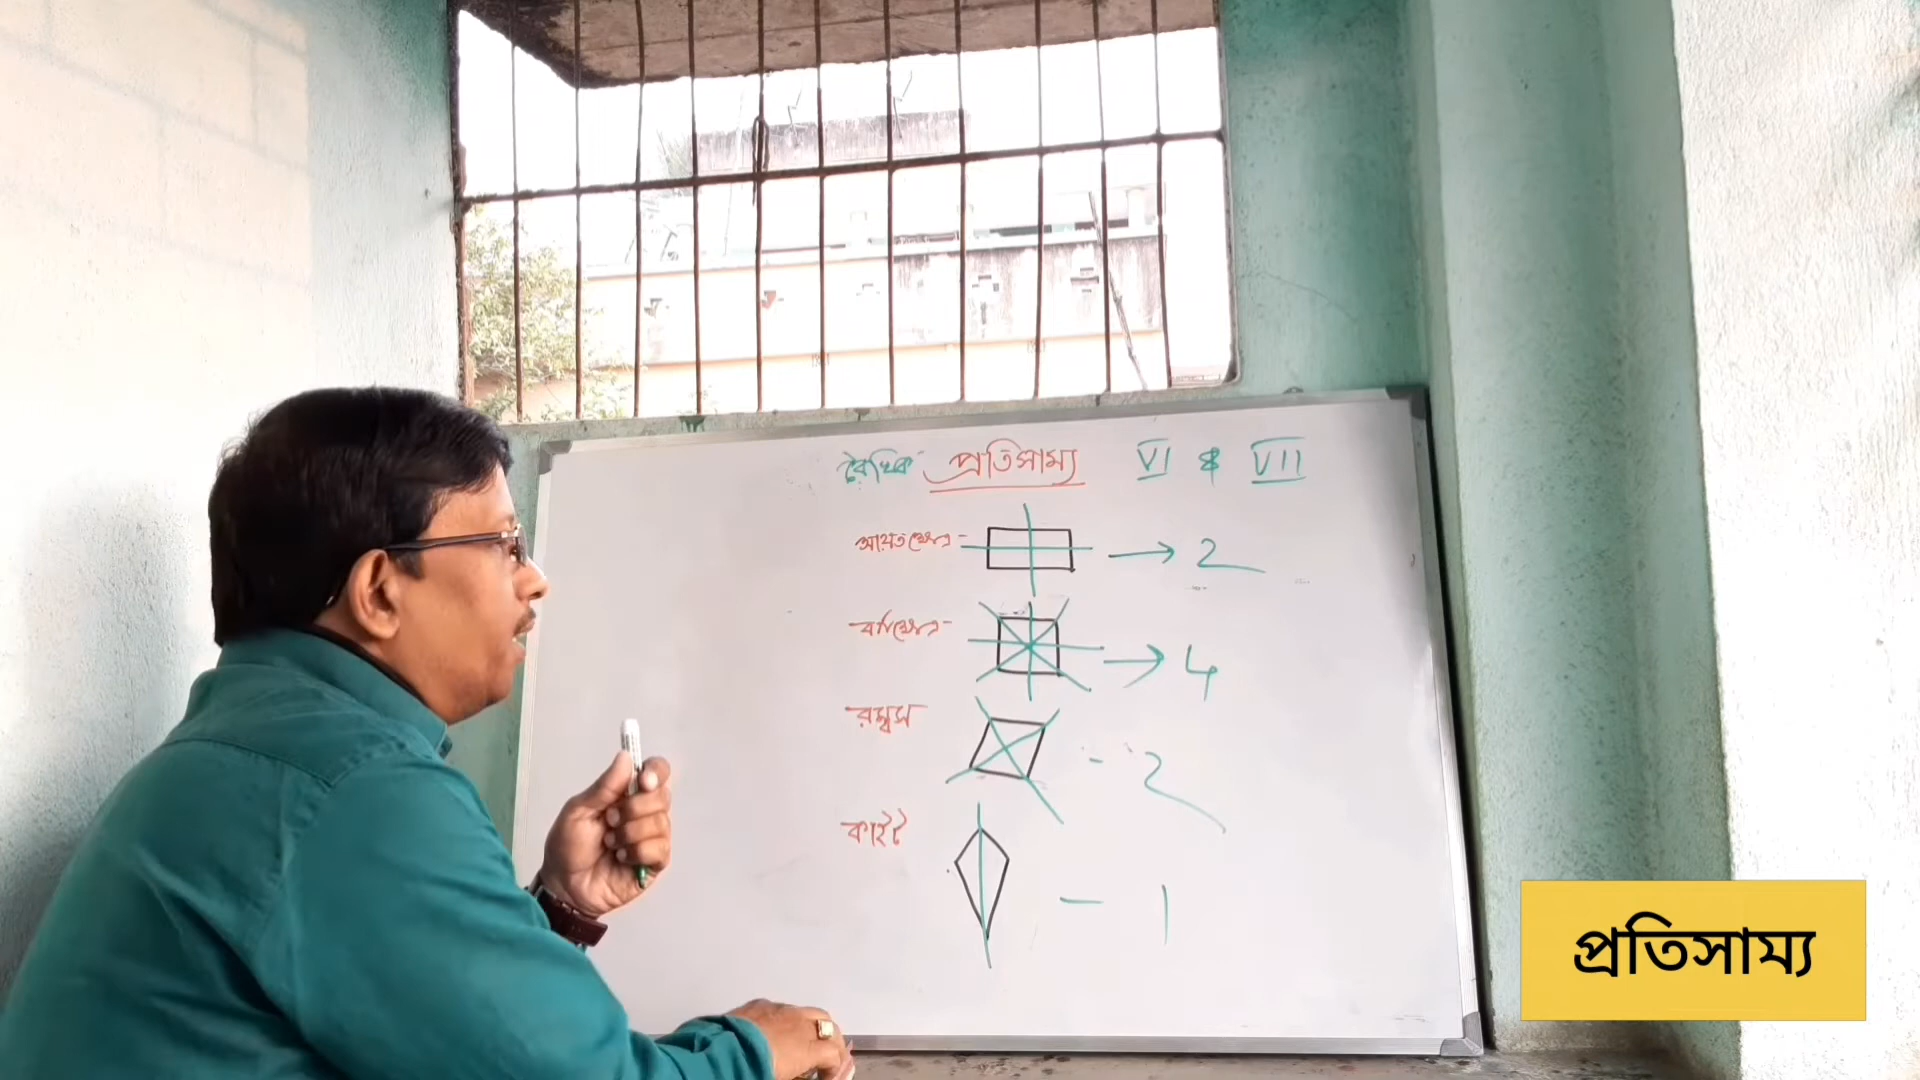 রৈখিক প্রতিসাম্য VI & VII
আয়তক্ষেত্র - → 2
বর্গক্ষেত্র - → 4
রম্বস - 2
কাইট - 1
প্রতিসাম্য